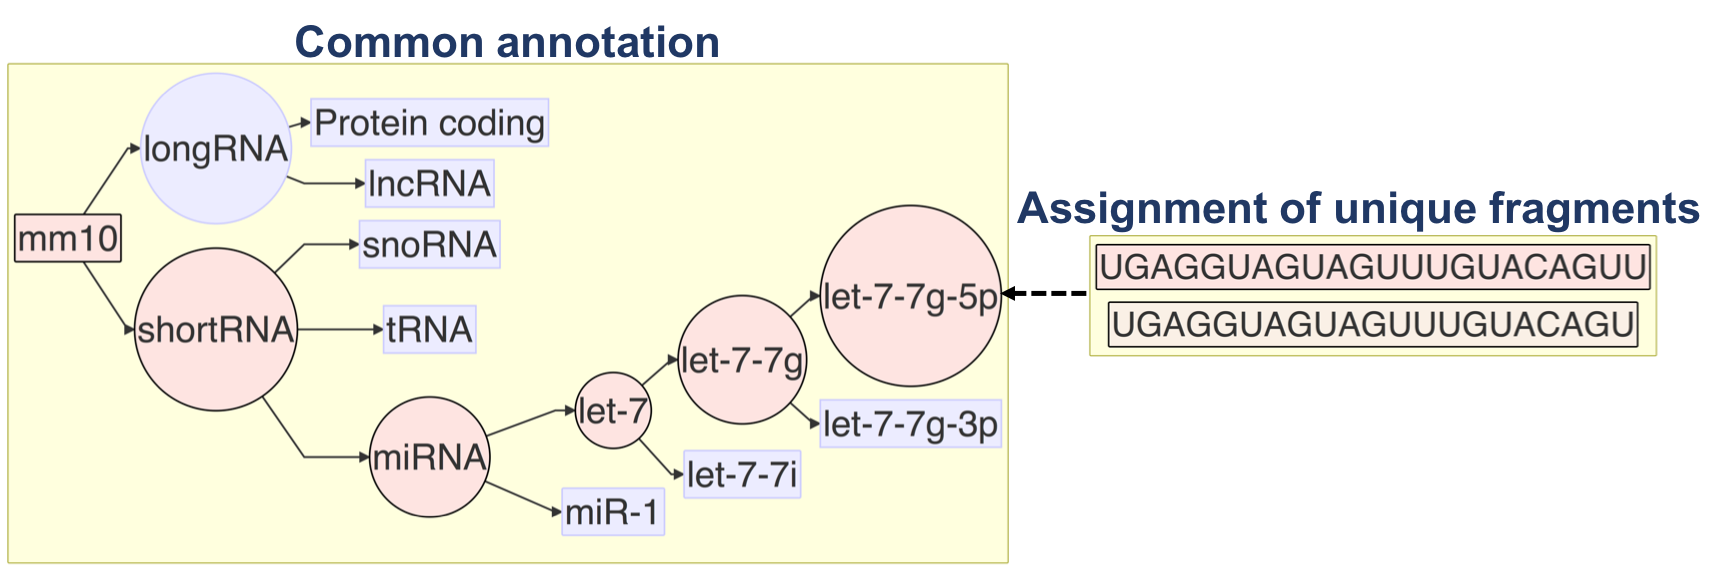 Common annotation
longRNA
Protein coding
lncRNA
mm10
snoRNA
shortRNA
tRNA
miRNA
let-7
miR-1
let-7-7g
let-7-7i
let-7-7g-5p
let-7-7g-3p
Assignment of unique fragments
UGAGGUAGUAGUUUGUACAGUU
UGAGGUAGUAGUUUGUACAGU